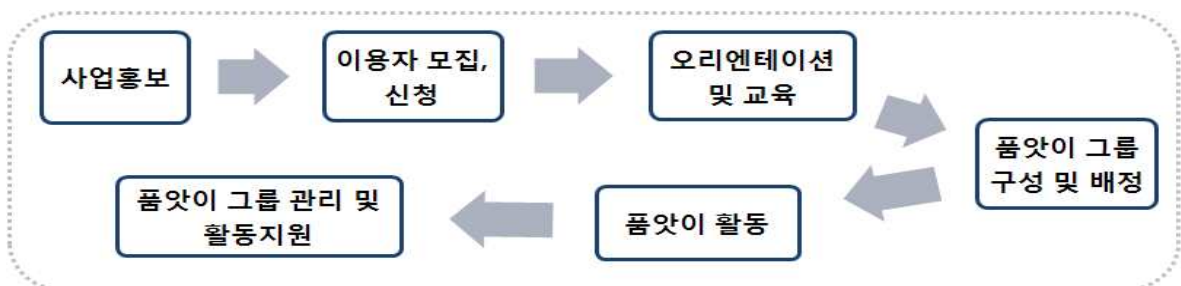 사업홍보
이용자 모집,
신청
오리엔테이션
및 교육
품앗이 그룹
구성 및 배정
품앗이 활동
품앗이 그룹 관리 및
활동지원